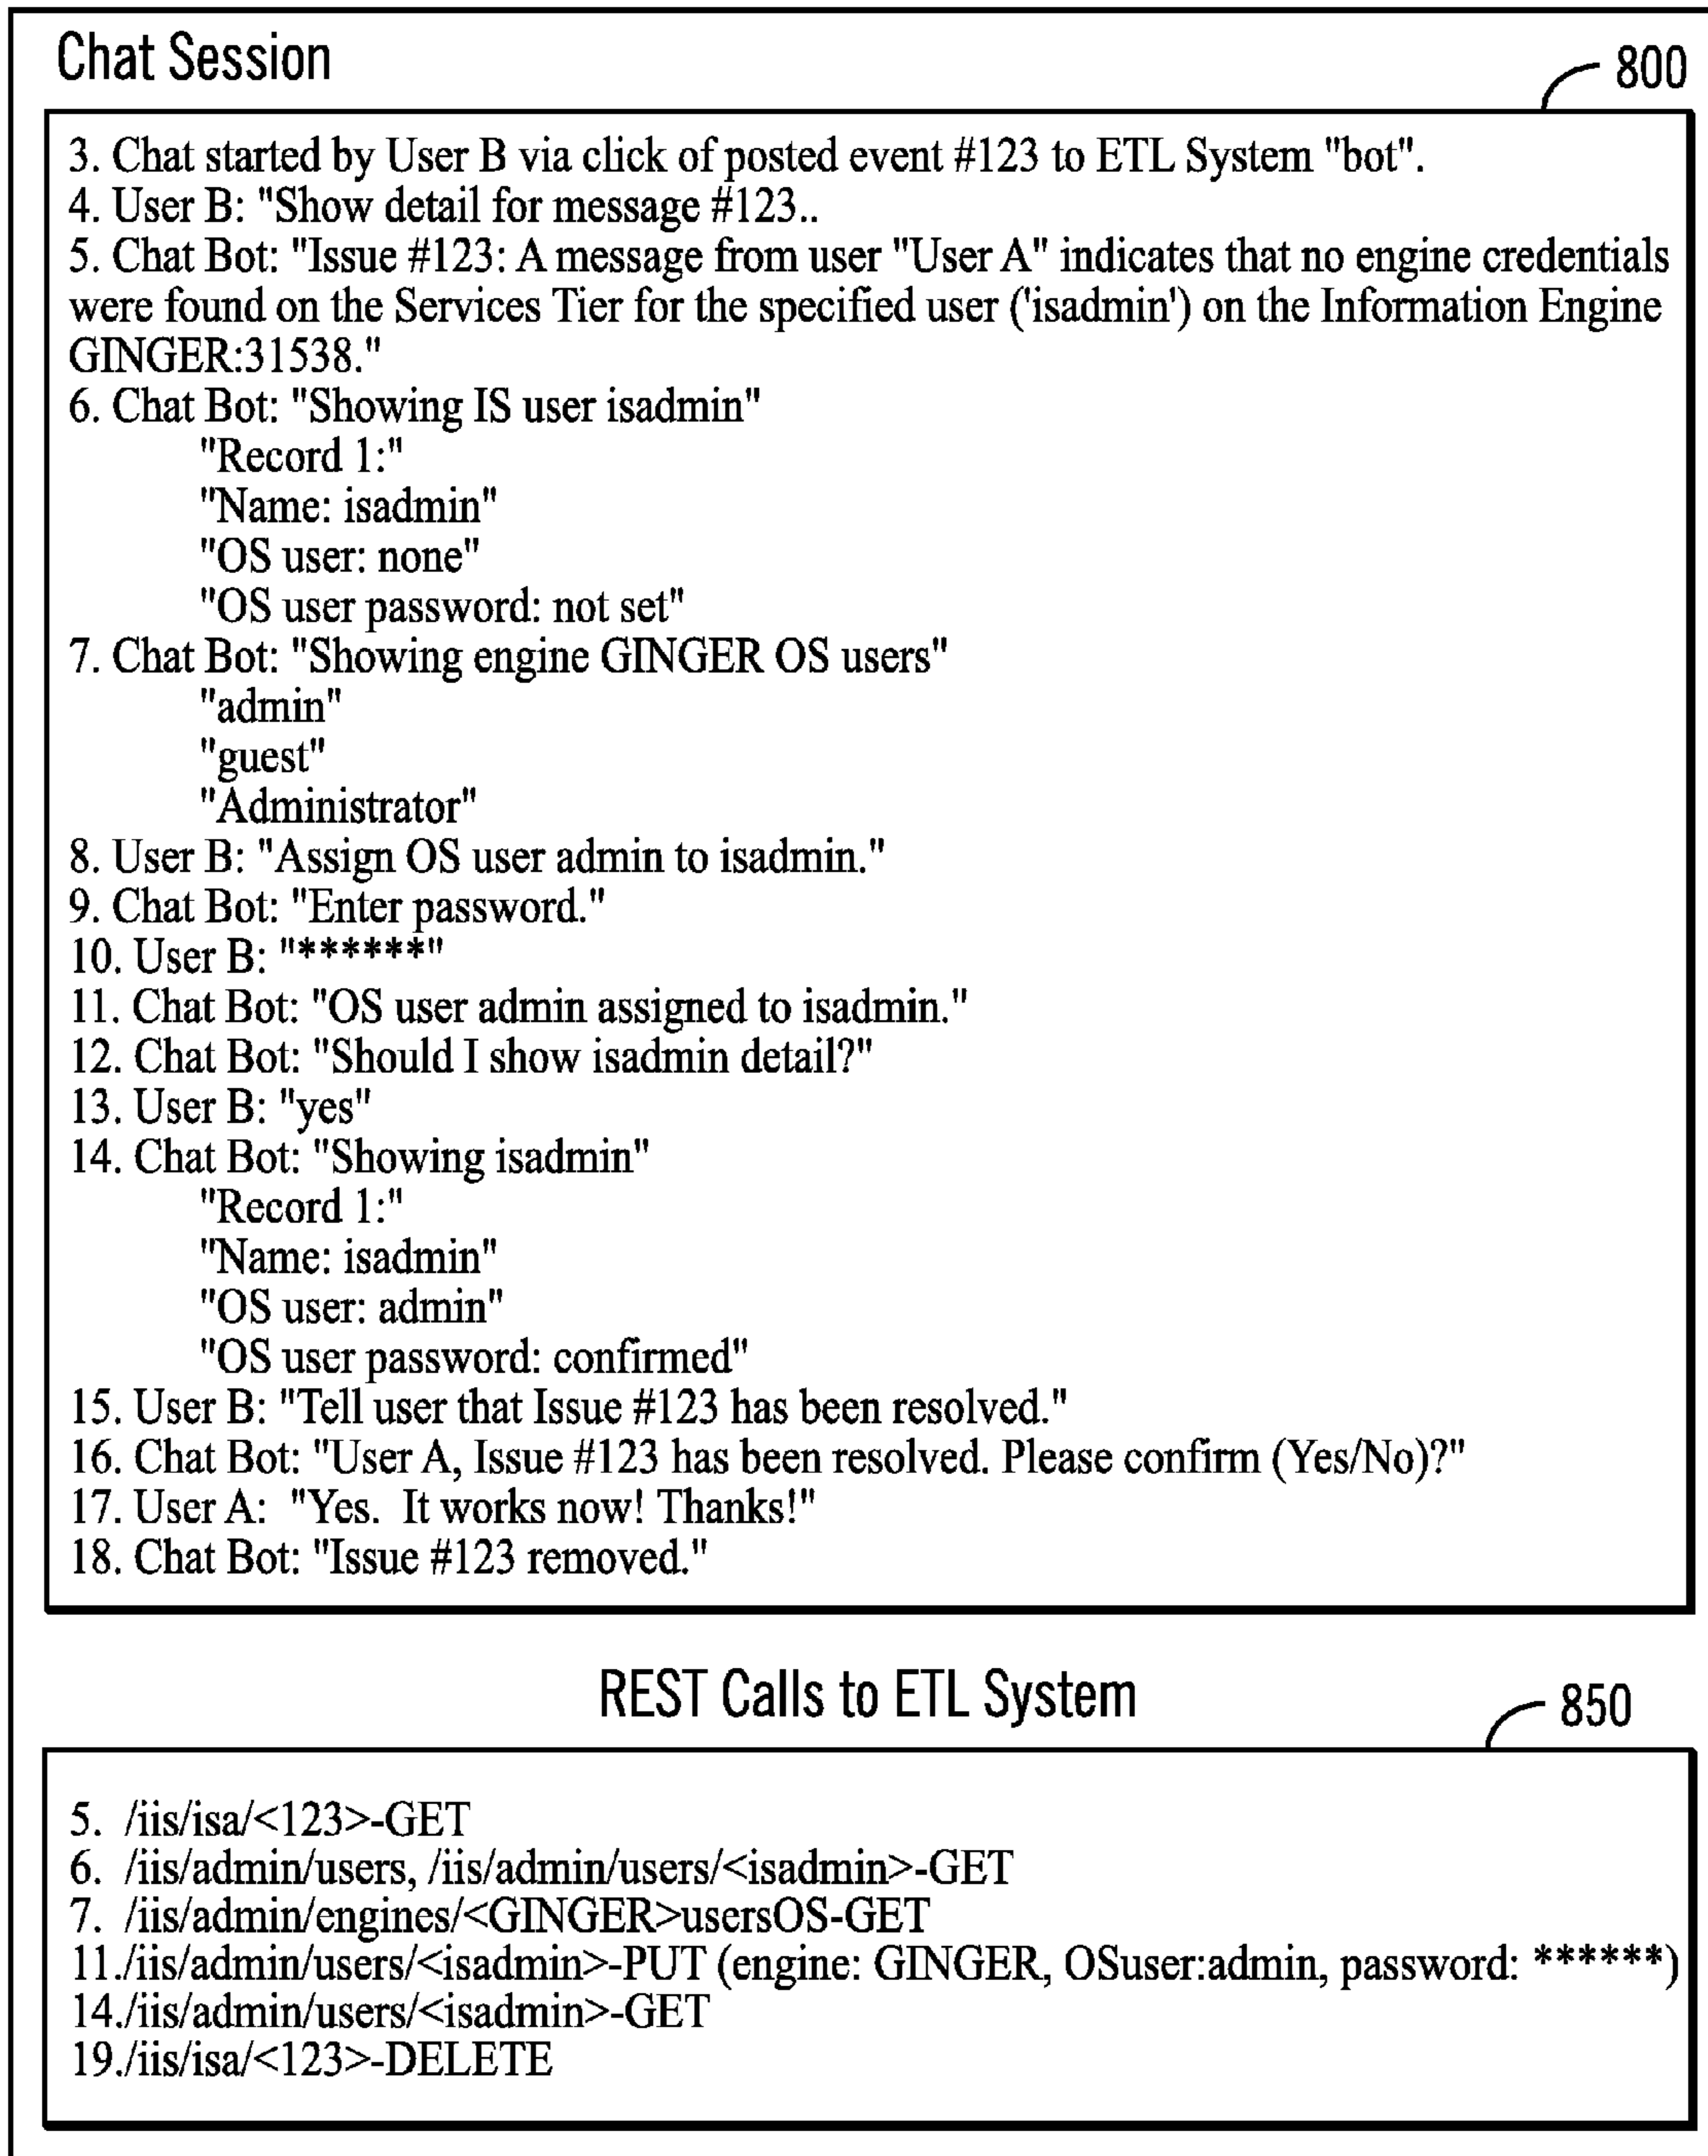 Chat Session
800
3. Chat started by User B via click of posted event #123 to ETL System "bot".
4. User B: "Show detail for message #123..
5. Chat Bot: "Issue #123: A message from user "User A" indicates that no engine credentials
were found on the Services Tier for the specified user ('isadmin') on the Information Engine
GINGER:31538."
6. Chat Bot: "Showing IS user isadmin"
"Record 1:"
"Name: isadmin"
"OS user: none"
"OS user password: not set"
7. Chat Bot: "Showing engine GINGER OS users"
"admin"
"guest"
"Administrator"
8. User B: "Assign OS user admin to isadmin."
9. Chat Bot: "Enter password."
10. User B: "******"
11. Chat Bot: "OS user admin assigned to isadmin."
12. Chat Bot: "Should I show isadmin detail?"
13. User B: "yes"
14. Chat Bot: "Showing isadmin"
"Record 1:"
"Name: isadmin"
"OS user: admin"
"OS user password: confirmed"
15. User B: "Tell user that Issue #123 has been resolved."
16. Chat Bot: "User A, Issue #123 has been resolved. Please confirm (Yes/No)?"
17. User A: "Yes. It works now! Thanks!"
18. Chat Bot: "Issue #123 removed."
REST Calls to ETL System
850
5. /iis/isa/<123>-GET
6. /iis/admin/users, /iis/admin/users/<isadmin>-GET
7. /iis/admin/engines/<GINGER>usersOS-GET
11./iis/admin/users/<isadmin>-PUT (engine: GINGER, OSuser:admin, password: ******)
14./iis/admin/users/<isadmin>-GET
19./iis/isa/<123>-DELETE